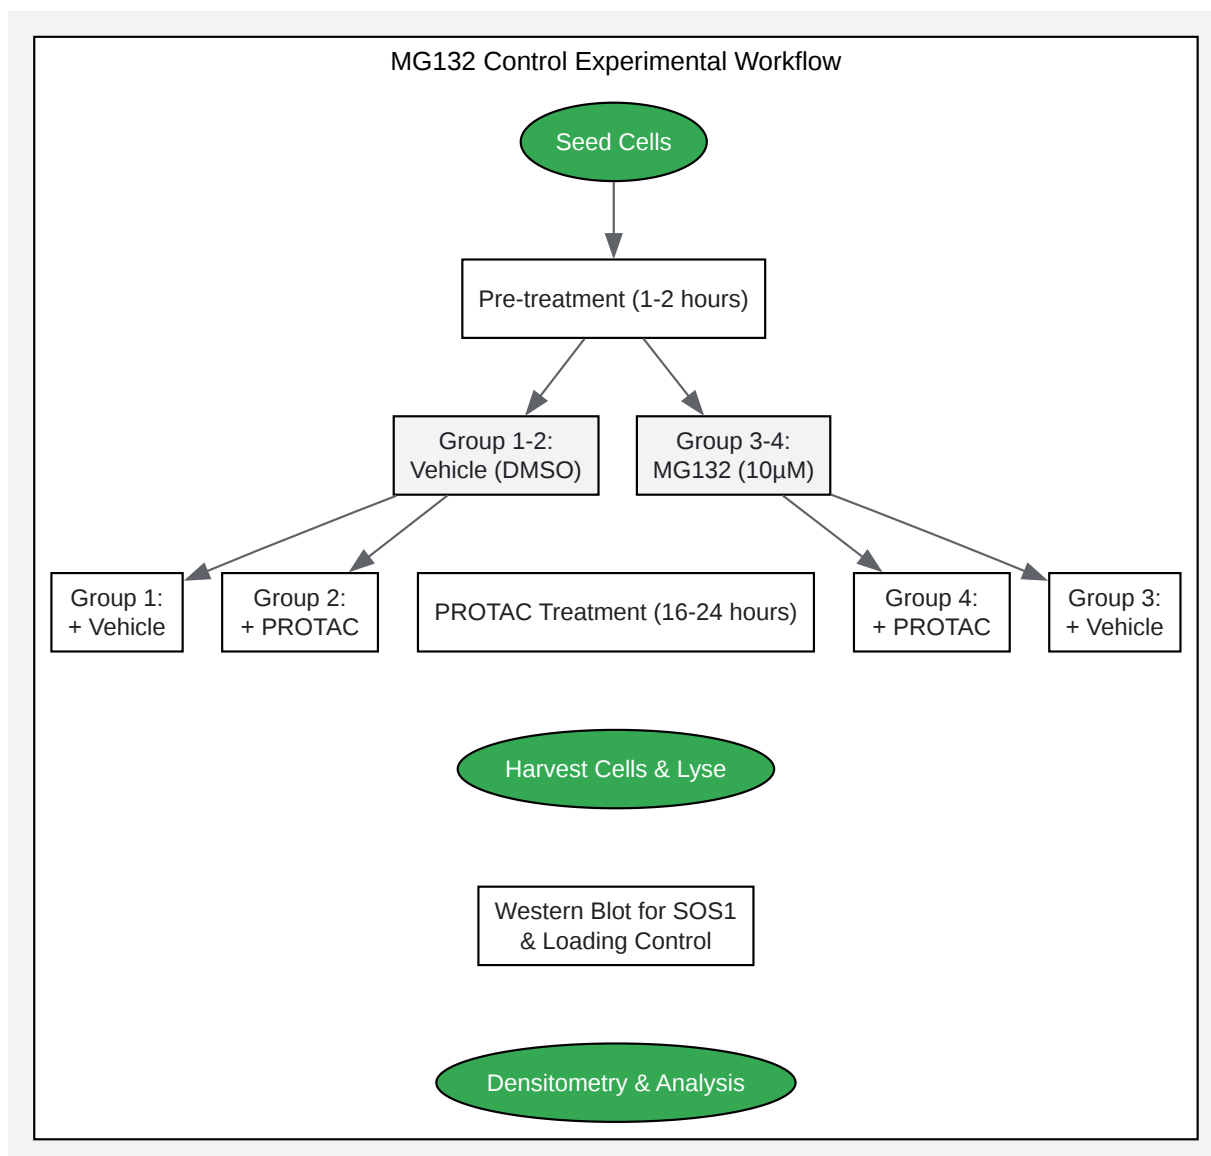 MG132 Control Experimental Workflow
Seed Cells
Pre-treatment (1-2 hours)
Group 1-2:
Vehicle (DMSO)
Group 3-4:
MG132 (10µM)
Group 1:
+ Vehicle
Group 2:
+ PROTAC
PROTAC Treatment (16-24 hours)
Group 4:
+ PROTAC
Group 3:
+ Vehicle
Harvest Cells & Lyse
Western Blot for SOS1
& Loading Control
Densitometry & Analysis